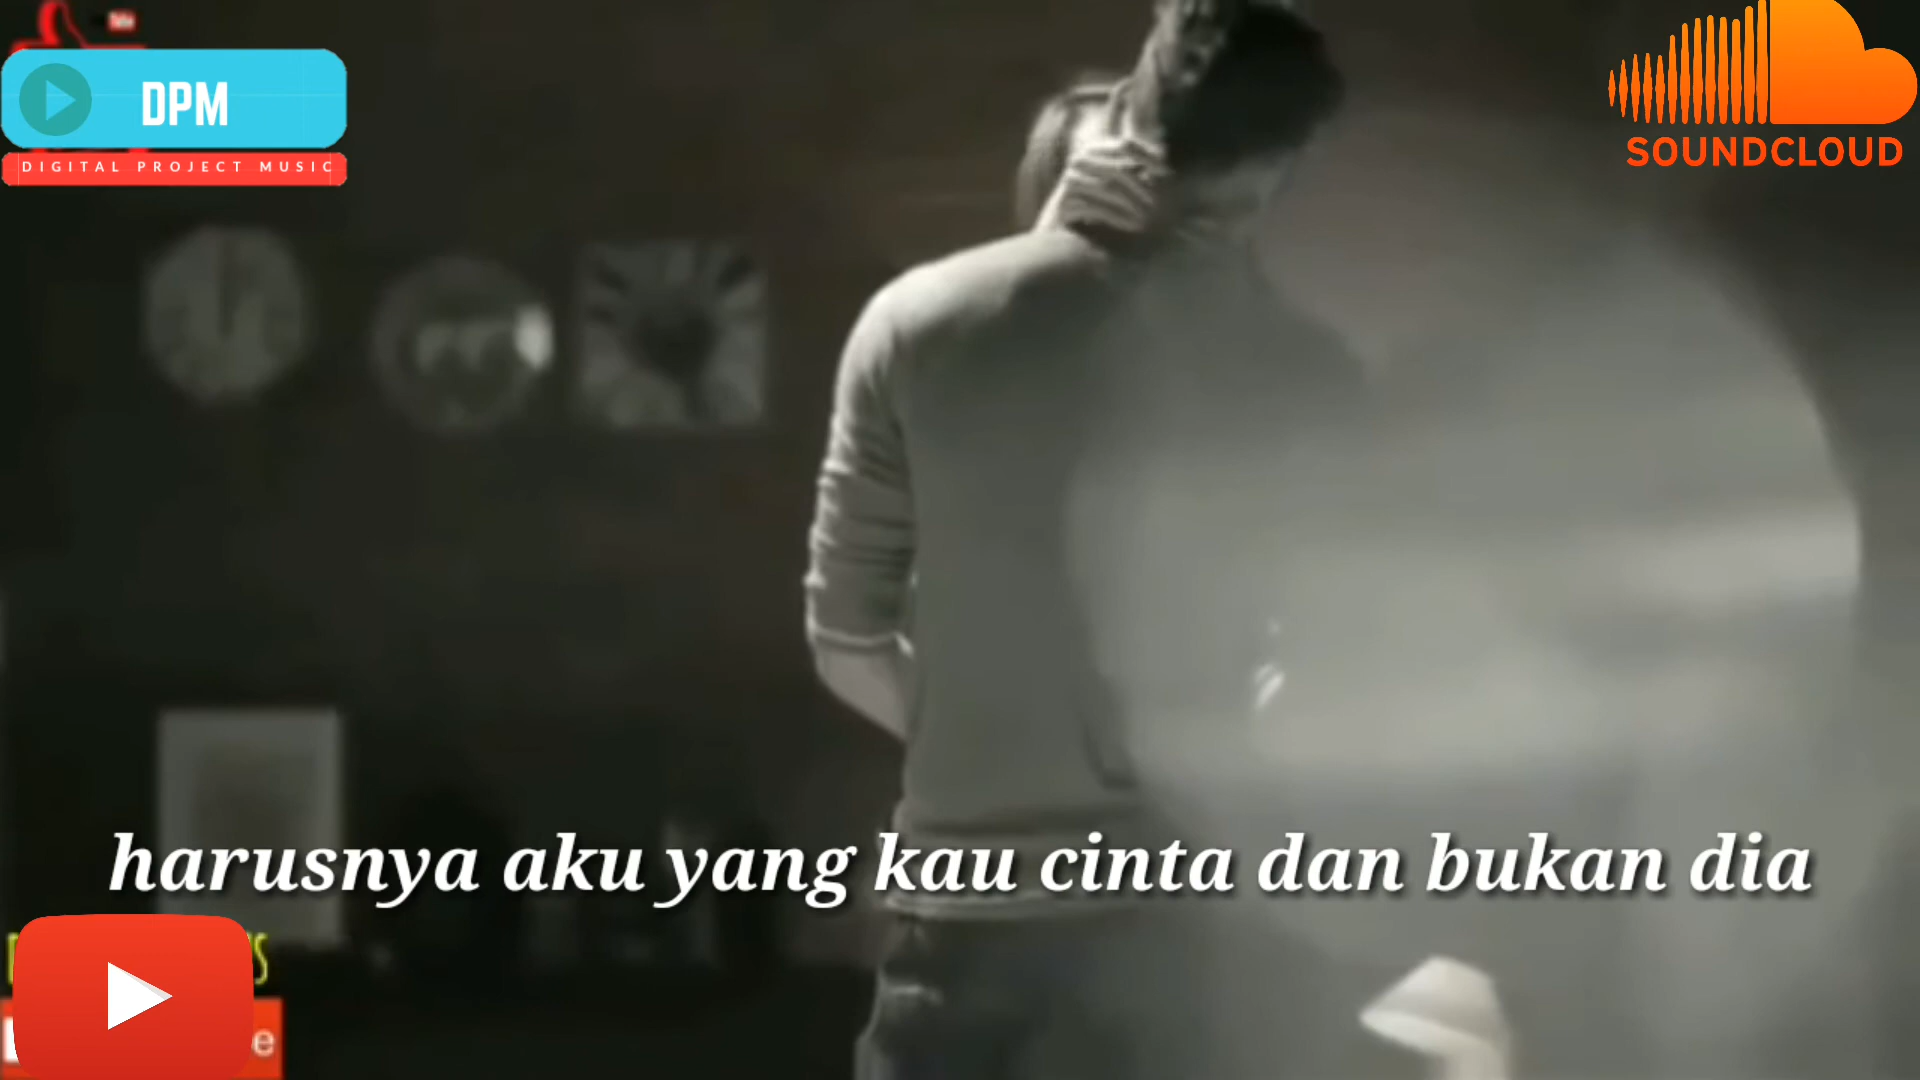 DPM
DIGITAL PROJECT MUSIC
SOUNDCLOUD
harusnya aku yang kau cinta dan bukan dia